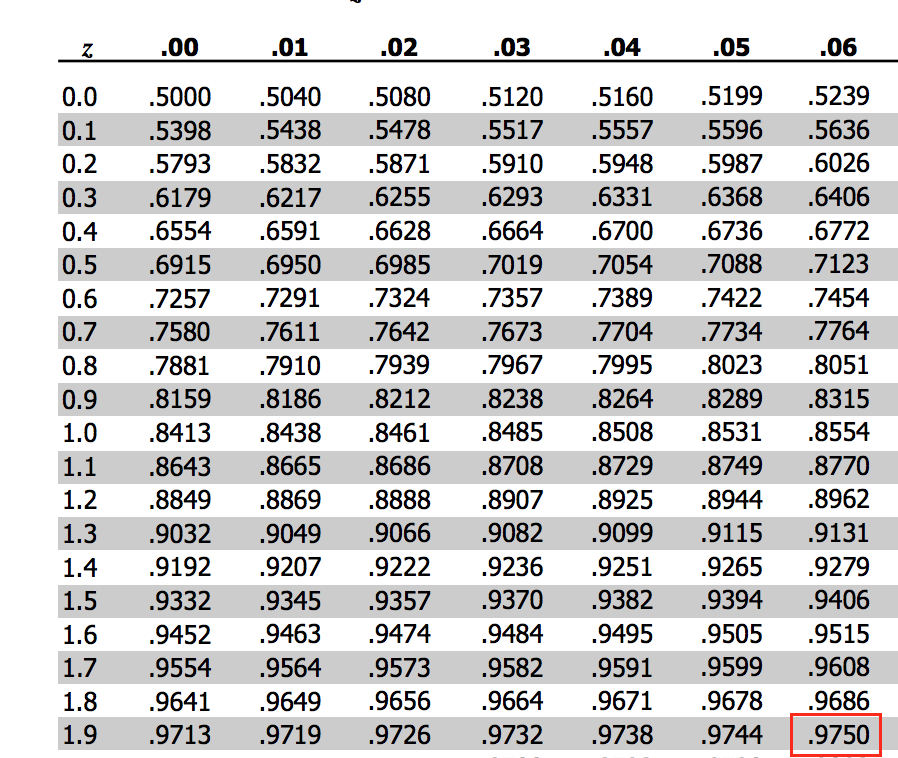 z .00 .01 .02 .03 .04 .05 .06
0.0 .5000 .5040 .5080 .5120 .5160 .5199 .5239
0.1 .5398 .5438 .5478 .5517 .5557 .5596 .5636
0.2 .5793 .5832 .5871 .5910 .5948 .5987 .6026
0.3 .6179 .6217 .6255 .6293 .6331 .6368 .6406
0.4 .6554 .6591 .6628 .6664 .6700 .6736 .6772
0.5 .6915 .6950 .6985 .7019 .7054 .7088 .7123
0.6 .7257 .7291 .7324 .7357 .7389 .7422 .7454
0.7 .7580 .7611 .7642 .7673 .7704 .7734 .7764
0.8 .7881 .7910 .7939 .7967 .7995 .8023 .8051
0.9 .8159 .8186 .8212 .8238 .8264 .8289 .8315
1.0 .8413 .8438 .8461 .8485 .8508 .8531 .8554
1.1 .8643 .8665 .8686 .8708 .8729 .8749 .8770
1.2 .8849 .8869 .8888 .8907 .8925 .8944 .8962
1.3 .9032 .9049 .9066 .9082 .9099 .9115 .9131
1.4 .9192 .9207 .9222 .9236 .9251 .9265 .9279
1.5 .9332 .9345 .9357 .9370 .9382 .9394 .9406
1.6 .9452 .9463 .9474 .9484 .9495 .9505 .9515
1.7 .9554 .9564 .9573 .9582 .9591 .9599 .9608
1.8 .9641 .9649 .9656 .9664 .9671 .9678 .9686
1.9 .9713 .9719 .9726 .9732 .9738 .9744 .9750